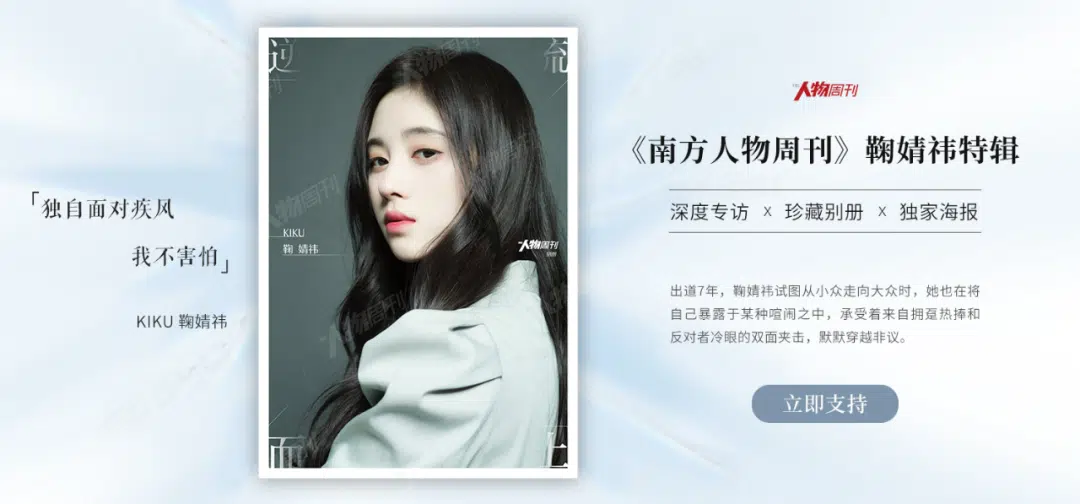 「独自面对疾风
我不害怕」
KIKU 鞠婧祎
逆
流
面
上
KIKU
鞠 婧祎
人物周刊
人物周刊
《南方人物周刊》鞠婧祎特辑
深度专访 x 珍藏别册 x 独家海报
出道7年，鞠婧祎试图从小众走向大众时，她也在将
自己暴露于某种喧闹之中，承受着来自拥趸热捧和
反对者冷眼的双面夹击，默默穿越非议。
立即支持